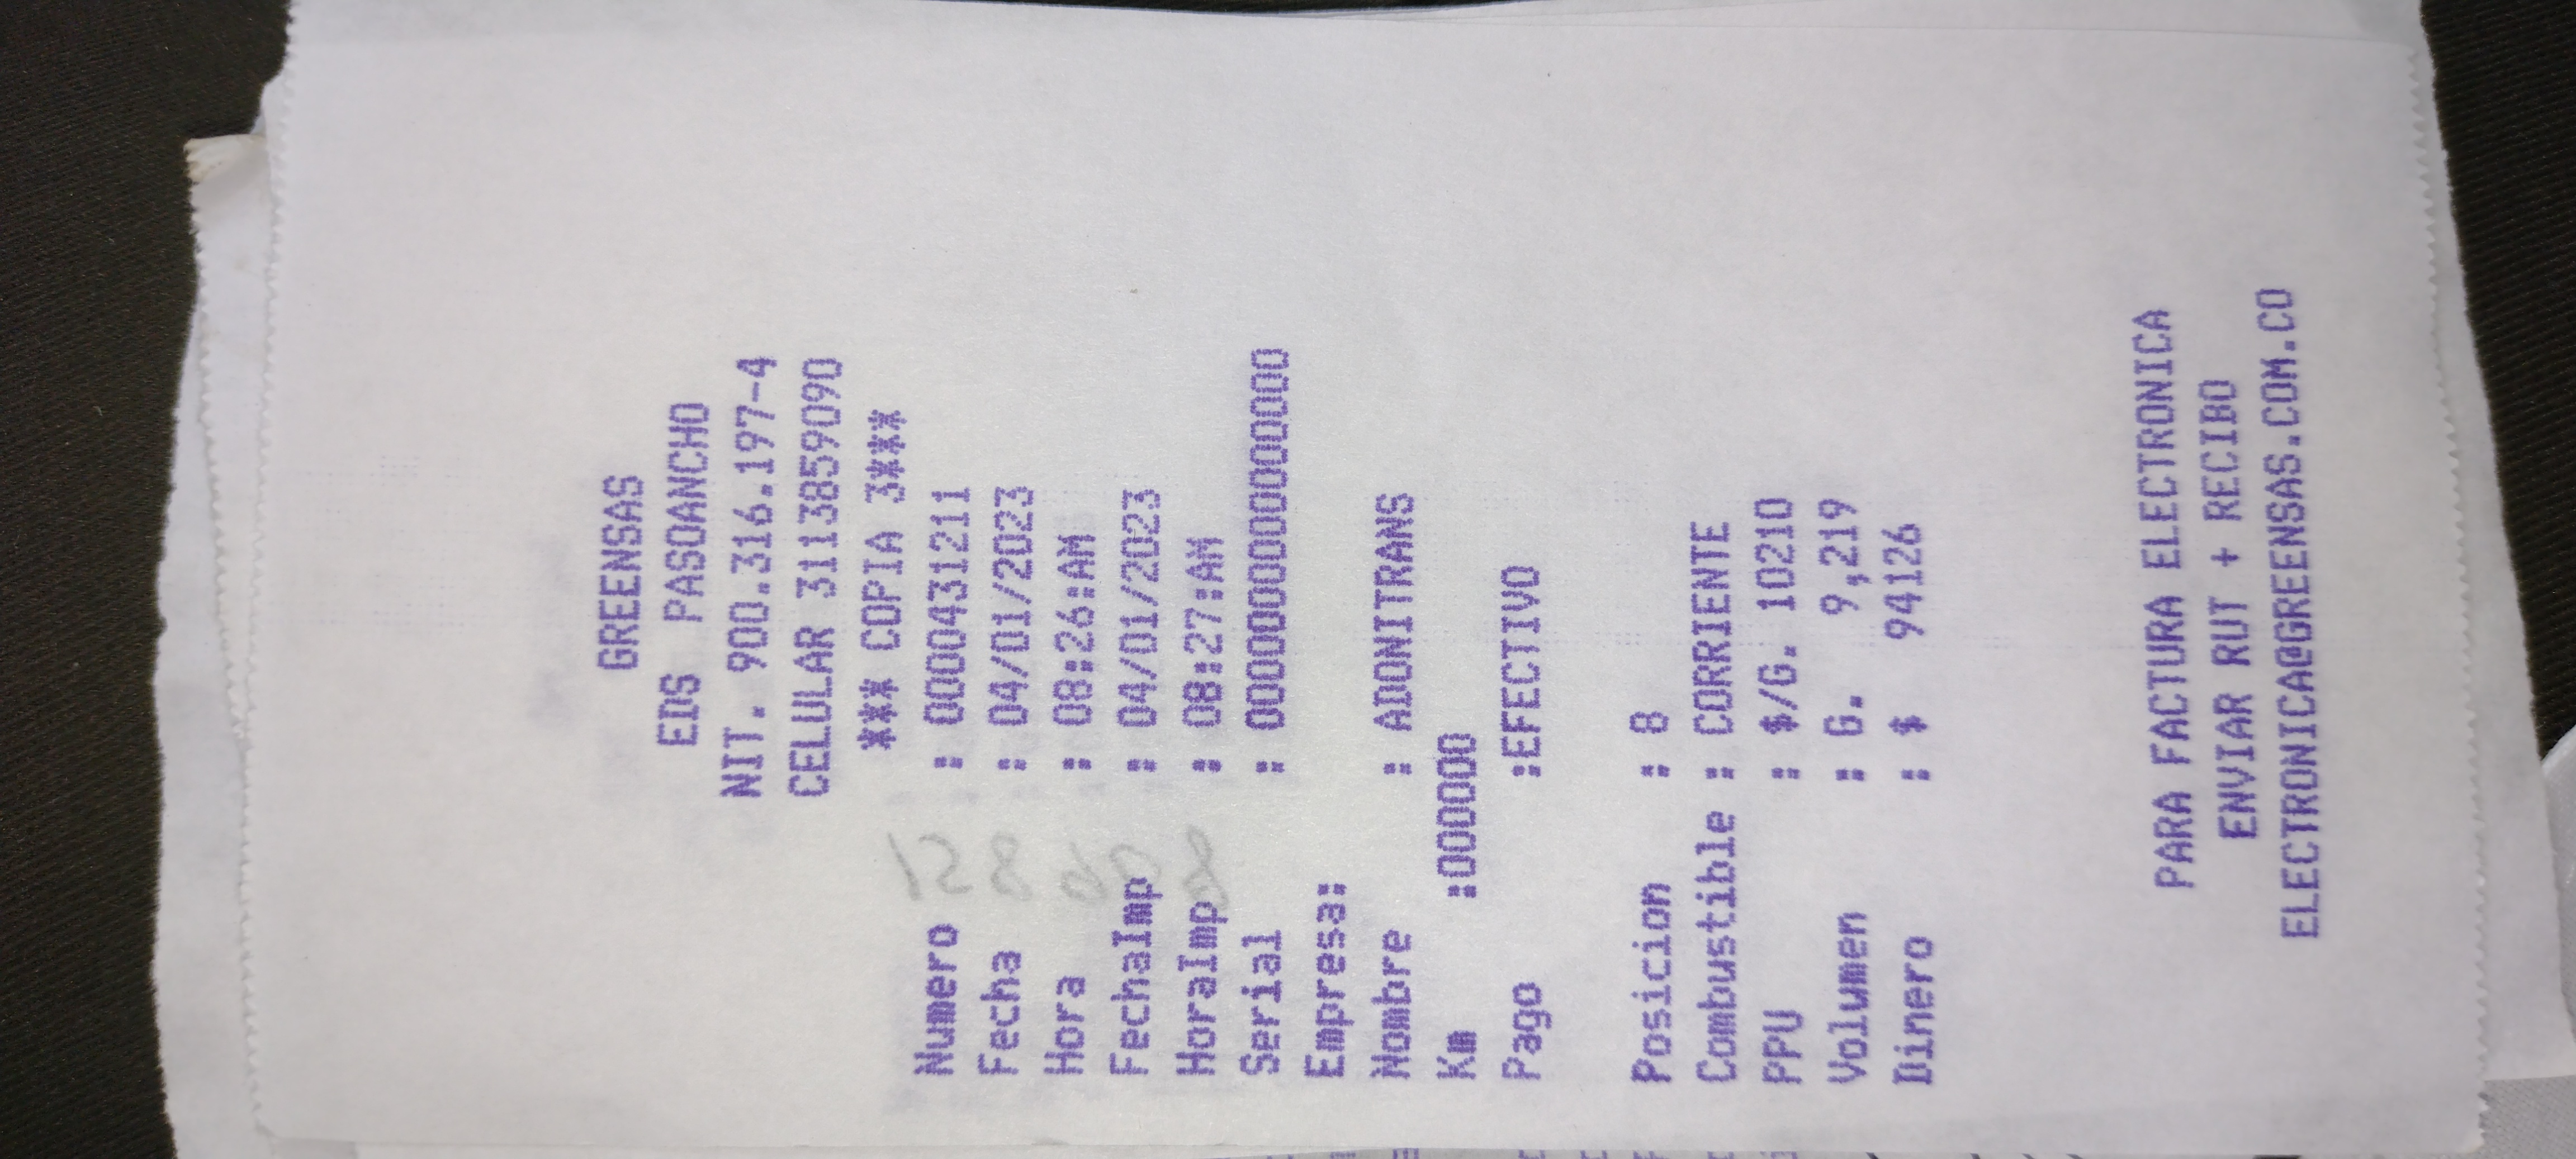 GREENSAS
EDS PASOANCHO
NIT. 900.316.197-4
CELULAR 3113859090
*** COPIA 3***
Numero : 0000431211
Fecha : 04/01/2023
Hora : 08:26:AM
FechaImp : 04/01/2023
HoraImp : 08:27:AM
Serial : 0000000000000000
Empresa:
Nombre : ADONITRANS
Km :000000
Pago :EFECTIVO
Posicion : 8
Combustible : CORRIENTE
PPU : $/G. 10210
Volumen : G. 9,219
Dinero : $ 94126
PARA FACTURA ELECTRONICA
ENVIAR RUT + RECIBO
ELECTRONICA@GREENSAS.COM.CO